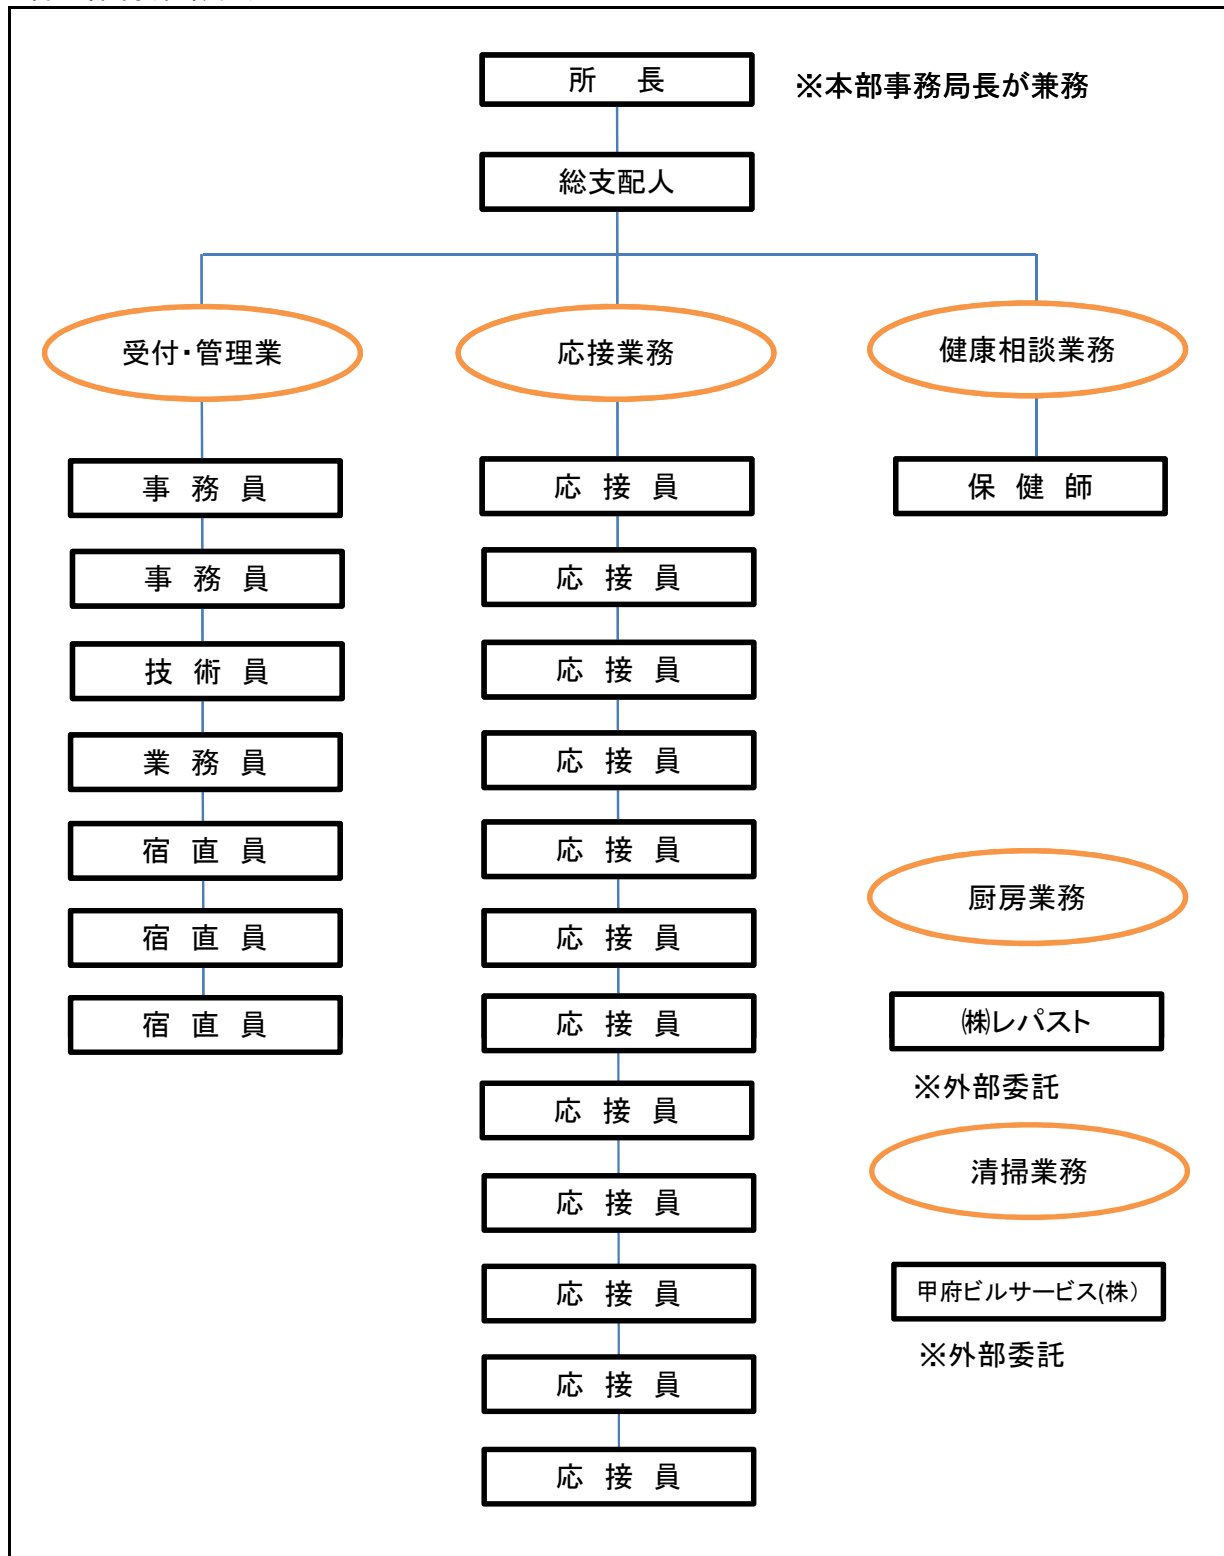 所　長
※本部事務局長が兼務
総支配人
受付・管理業
応接業務
健康相談業務
事 務 員
事 務 員
技 術 員
業 務 員
宿 直 員
宿 直 員
宿 直 員
応 接 員
応 接 員
応 接 員
応 接 員
応 接 員
応 接 員
応 接 員
応 接 員
応 接 員
応 接 員
応 接 員
応 接 員
保 健 師
厨房業務
㈱レパスト
※外部委託
清掃業務
甲府ビルサービス(株）
※外部委託